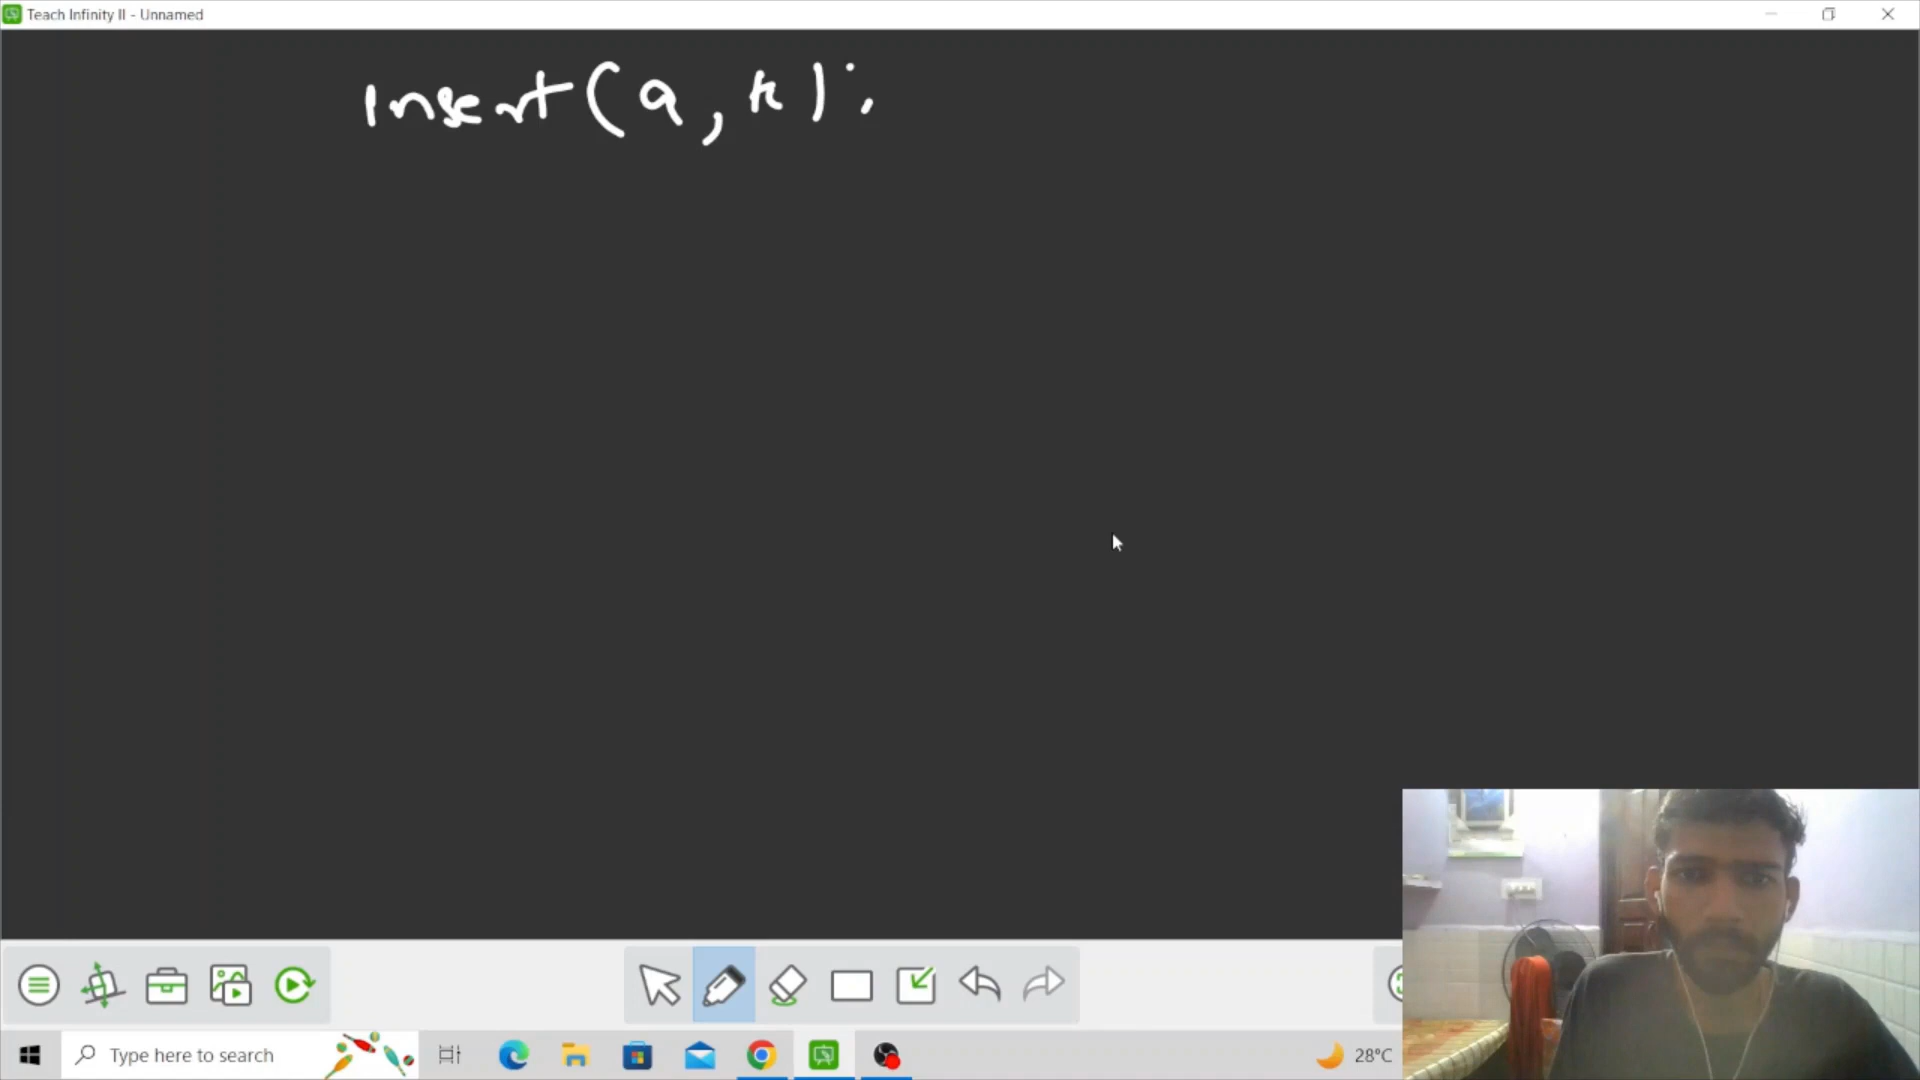 Teach Infinity II - Unnamed
Insert(a, k);
Type here to search
28°C